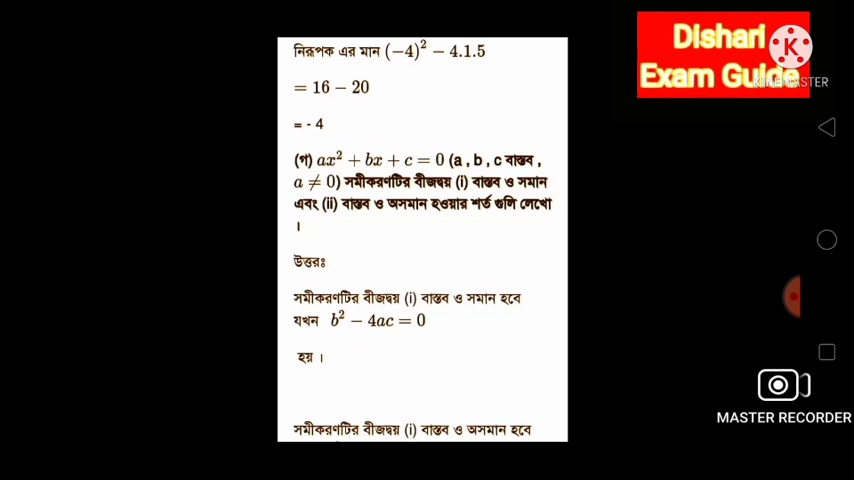 নিরূপক এর মান (−4)² − 4.1.5
= 16 − 20
= - 4
(গ) ax² + bx + c = 0 (a , b , c বাস্তব ,
a ≠ 0) সমীকরণটির বীজদ্বয় (i) বাস্তব ও সমান
এবং (ii) বাস্তব ও অসমান হওয়ার শর্ত গুলি লেখো
।
উত্তরঃ
সমীকরণটির বীজদ্বয় (i) বাস্তব ও সমান হবে
যখন b² − 4ac = 0
হয় ।
সমীকরণটির বীজদ্বয় (i) বাস্তব ও অসমান হবে
Dishari
Exam Guide
K
KINEMASTER
MASTER RECORDER